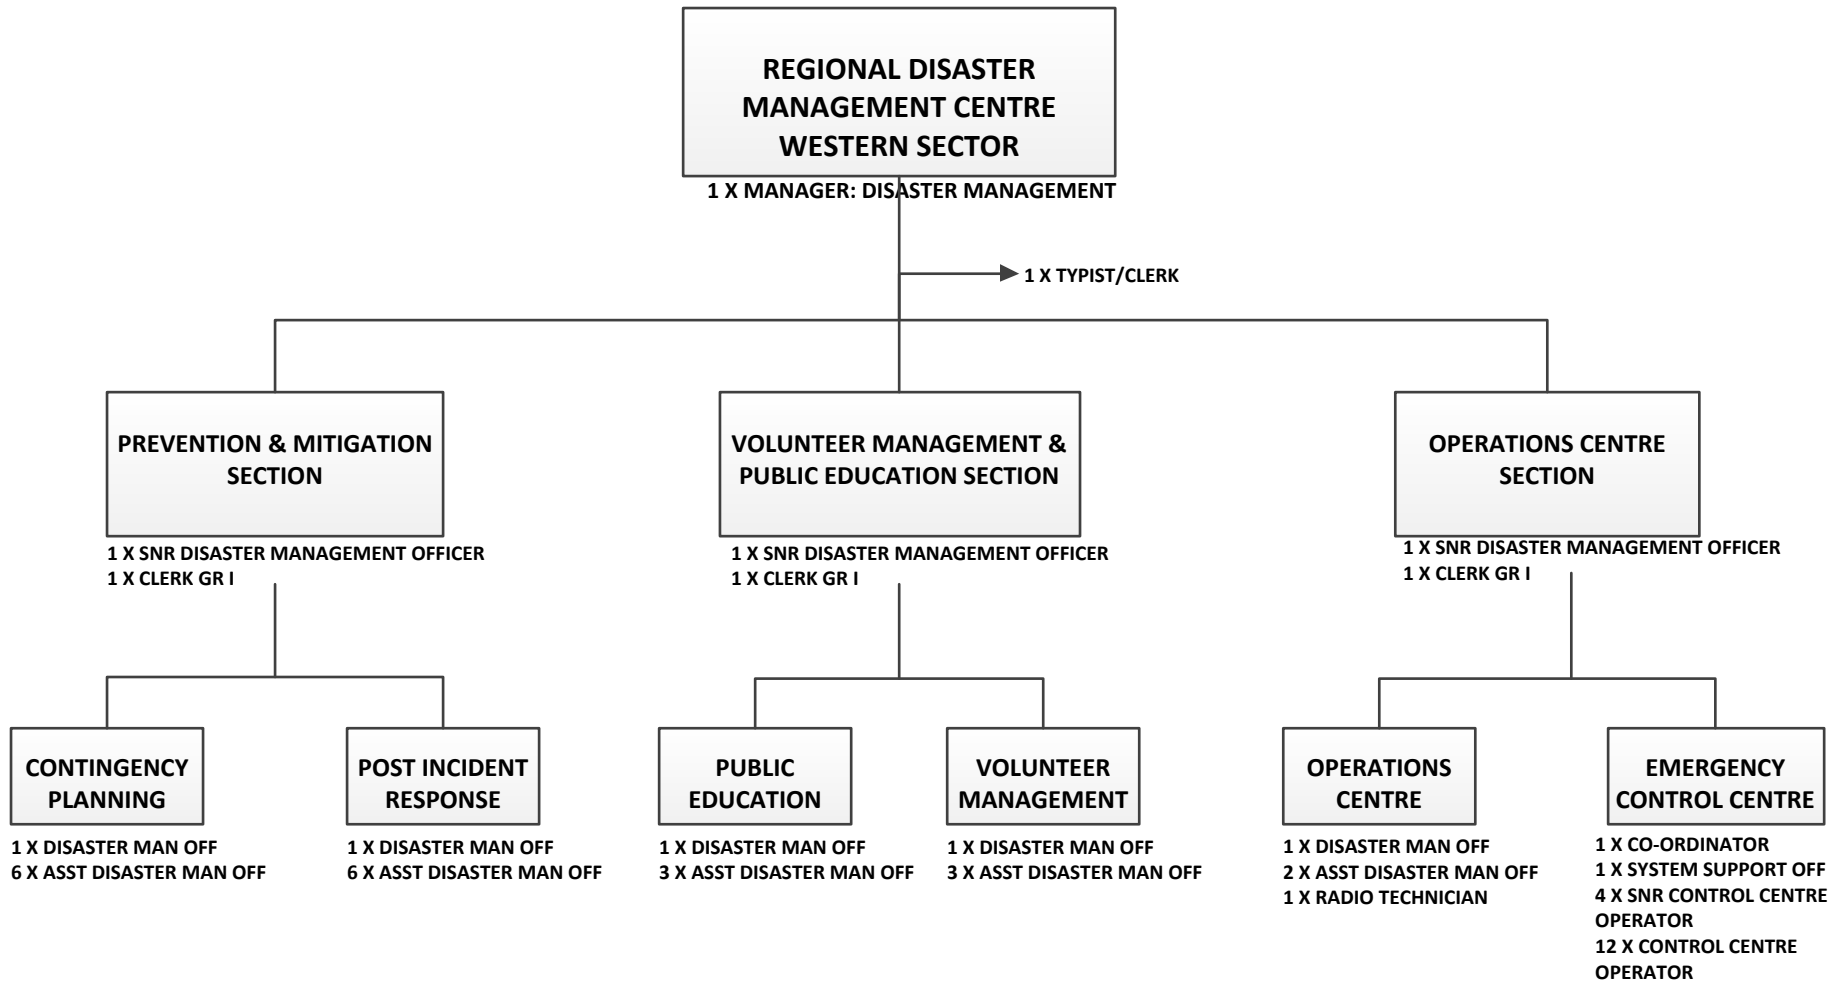 REGIONAL DISASTER
MANAGEMENT CENTRE
WESTERN SECTOR
1 X MANAGER: DISASTER MANAGEMENT
1 X TYPIST/CLERK
PREVENTION & MITIGATION
SECTION
1 X SNR DISASTER MANAGEMENT OFFICER
1 X CLERK GR I
VOLUNTEER MANAGEMENT &
PUBLIC EDUCATION SECTION
1 X SNR DISASTER MANAGEMENT OFFICER
1 X CLERK GR I
OPERATIONS CENTRE
SECTION
1 X SNR DISASTER MANAGEMENT OFFICER
1 X CLERK GR I
CONTINGENCY
PLANNING
1 X DISASTER MAN OFF
6 X ASST DISASTER MAN OFF
POST INCIDENT
RESPONSE
1 X DISASTER MAN OFF
6 X ASST DISASTER MAN OFF
PUBLIC
EDUCATION
1 X DISASTER MAN OFF
3 X ASST DISASTER MAN OFF
VOLUNTEER
MANAGEMENT
1 X DISASTER MAN OFF
3 X ASST DISASTER MAN OFF
OPERATIONS
CENTRE
1 X DISASTER MAN OFF
2 X ASST DISASTER MAN OFF
1 X RADIO TECHNICIAN
EMERGENCY
CONTROL CENTRE
1 X CO-ORDINATOR
1 X SYSTEM SUPPORT OFF
4 X SNR CONTROL CENTRE
OPERATOR
12 X CONTROL CENTRE
OPERATOR